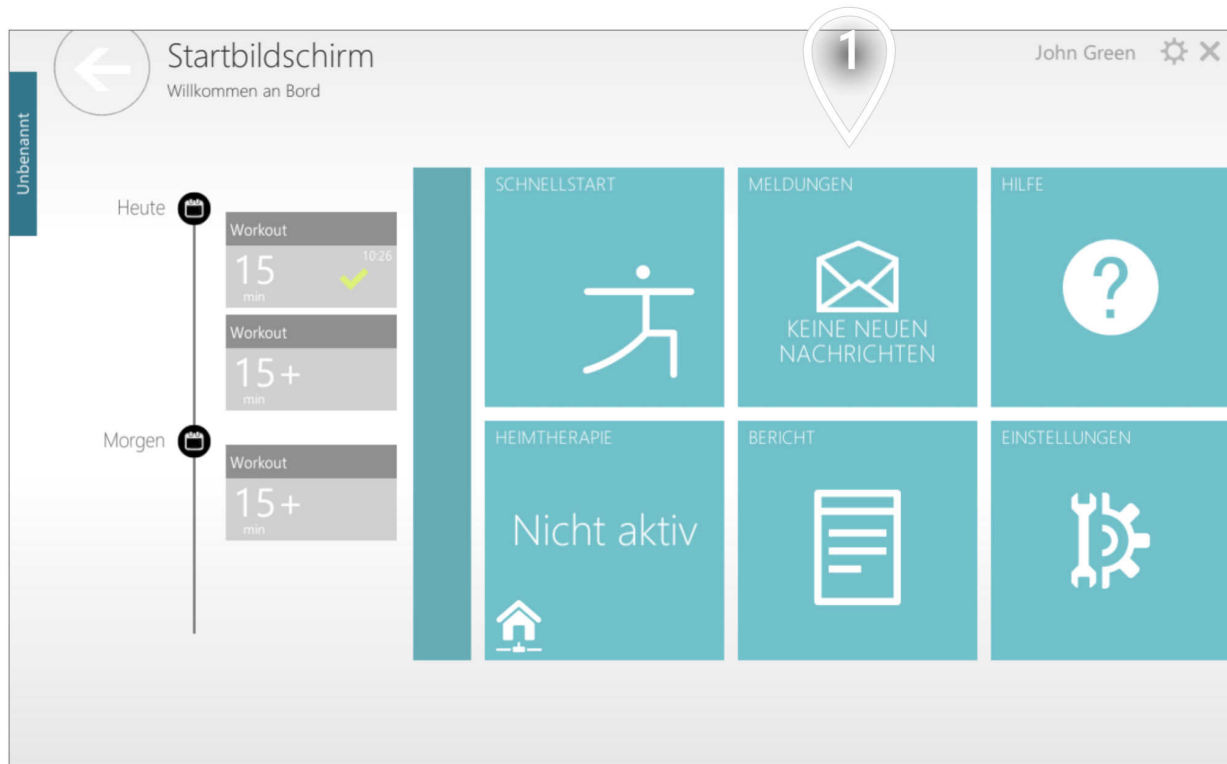 1
Startbildschirm
Willkommen an Bord
John Green
Unbenannt
Heute
Workout
10:26
15
min
Workout
15+
min
Morgen
Workout
15+
min
SCHNELLSTART
MELDUNGEN
KEINE NEUEN
NACHRICHTEN
HILFE
?
HEIMTHERAPIE
Nicht aktiv
BERICHT
EINSTELLUNGEN